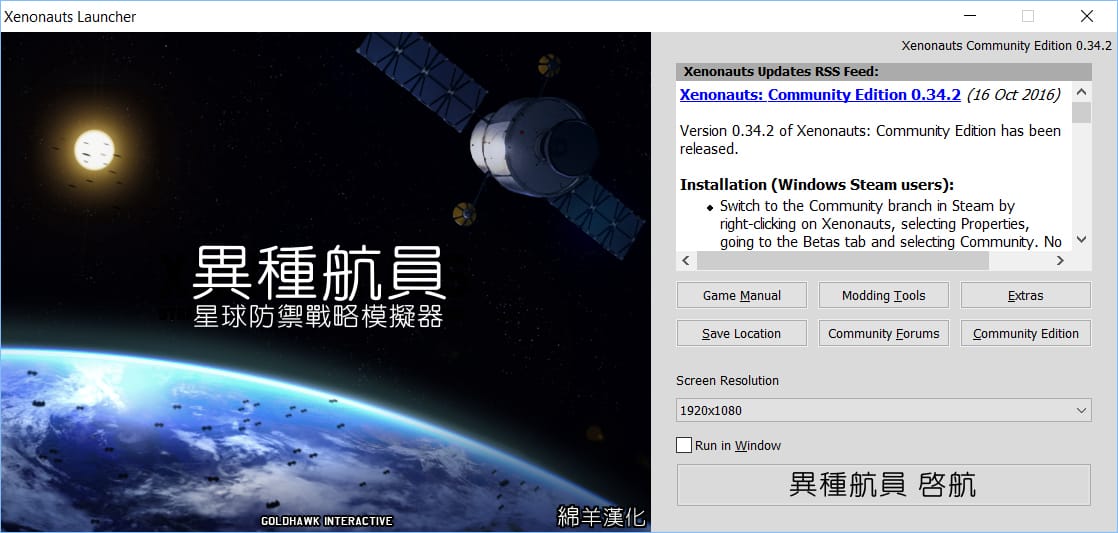 Xenonauts Launcher
Xenonauts Community Edition 0.34.2
Xenonauts Updates RSS Feed:
Xenonauts: Community Edition 0.34.2 (16 Oct 2016)
Version 0.34.2 of Xenonauts: Community Edition has been
released.
Installation (Windows Steam users):
Switch to the Community branch in Steam by
right-clicking on Xenonauts, selecting Properties,
going to the Betas tab and selecting Community. No
異種航員
星球防禦戰略模擬器
GOLDHAWK INTERACTIVE
綿羊漢化
Game Manual
Modding Tools
Extras
Save Location
Community Forums
Community Edition
Screen Resolution
1920x1080
Run in Window
異種航員 啓航